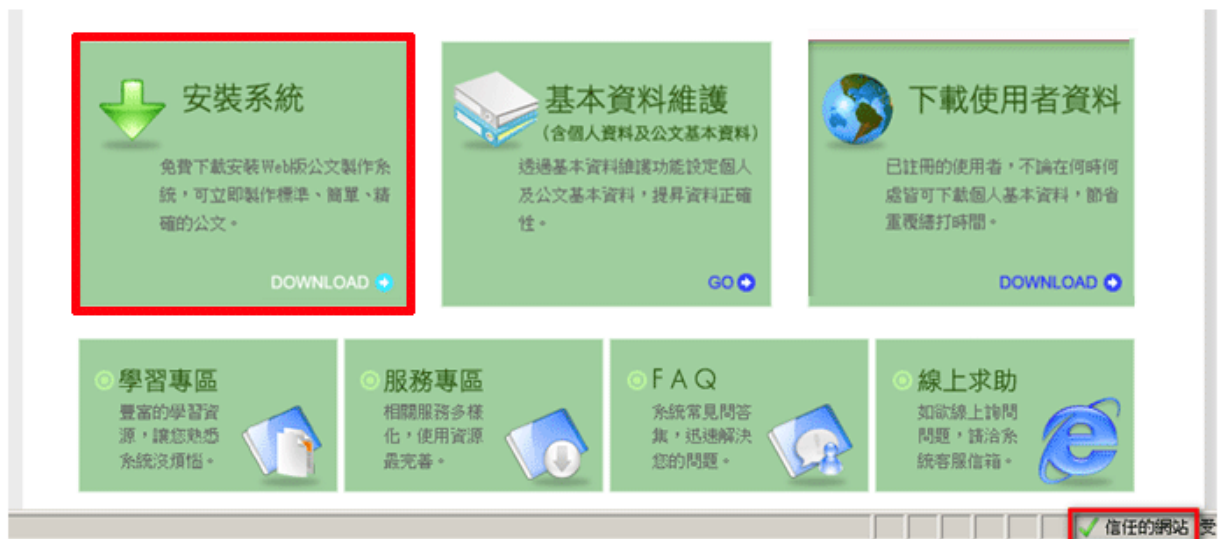 安裝系統
免費下載安裝Web版公文製作系
統，可立即製作標準、簡單、精
確的公文。
DOWNLOAD
基本資料維護
(含個人資料及公文基本資料)
透過基本資料維護功能設定個人
及公文基本資料，提昇資料正確
性。
GO
下載使用者資料
已註冊的使用者，不論在何時何
處皆可下載個人基本資料，節省
重覆繕打時間。
DOWNLOAD
學習專區
豐富的學習資
源，讓您熟悉
系統沒煩惱。
服務專區
相關服務多樣
化，使用資源
最完善。
FAQ
系統常見問答
集，迅速解決
您的問題。
線上求助
如欲線上詢問
問題，請洽系
統客服信箱。
信任的網站 受